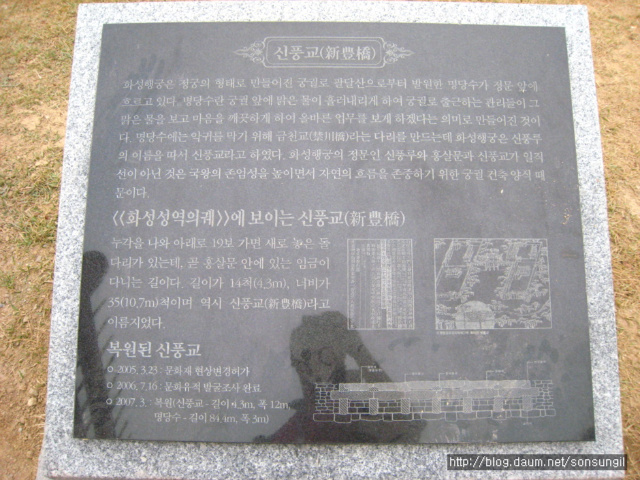 신풍교(新豊橋)
화성행궁은 정궁의 형태로 만들어진 궁궐로 팔달산으로부터 발원한 명당수가 정문 앞에
흐르고 있다. 명당수란 궁궐 앞에 맑은 물이 흘러내리게 하여 궁궐로 출근하는 관리들이 그
맑은 물을 보고 마음을 깨끗하게 하여 올바른 업무를 보게 하겠다는 의미로 만들어진 것이
다. 명당수에는 악귀를 막기 위해 금천교(禁川橋)라는 다리를 만드는데 화성행궁은 신풍루
의 이름을 따서 신풍교라고 하였다. 화성행궁의 정문인 신풍루와 홍살문과 신풍교가 일직
선이 아닌 것은 국왕의 존엄성을 높이면서 자연의 흐름을 존중하기 위한 궁궐 건축 양식 때
문이다.
《화성성역의궤》에 보이는 신풍교(新豊橋)
누각을 나와 아래로 19보 가면 새로 놓은 돌
다리가 있는데, 곧 홍살문 안에 있는 임금이
다니는 길이다. 길이가 14척(4.3m), 너비가
35(10.7m)척이며 역시 신풍교(新豊橋)라고
이름지었다.
복원된 신풍교
2005. 3.23 : 문화재 현상변경허가
2006. 7.16 : 문화유적 발굴조사 완료
2007. 3. : 복원(신풍교 - 길이 4.3m, 폭 12m,
명당수 - 길이 84.4m, 폭 3m)
http://blog.daum.net/sonsungil